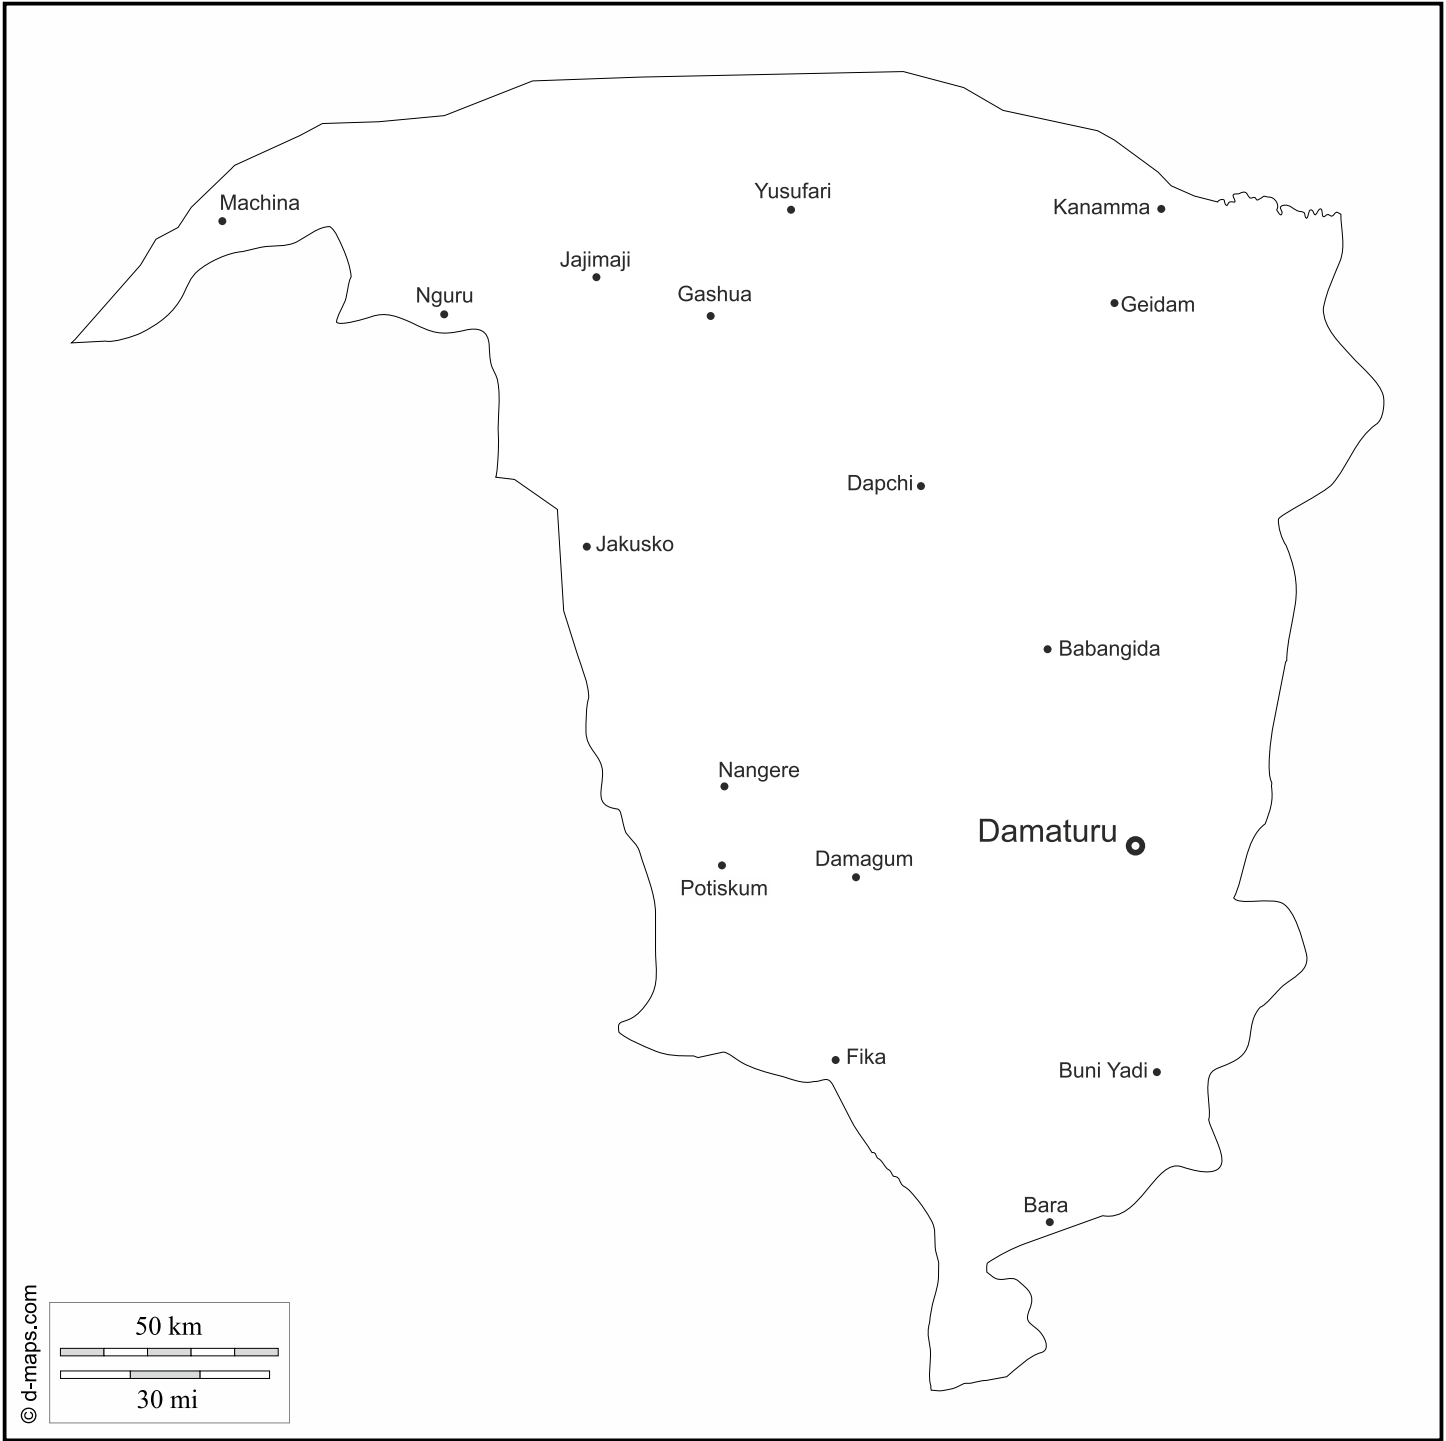 Yusufari
Machina
Kanamma
Jajimaji
Gashua
Nguru
Geidam
Dapchi
Jakusko
Babangida
Nangere
Damaturu
Damagum
Potiskum
Fika
Buni Yadi
Bara
50 km
30 mi
© d-maps.com